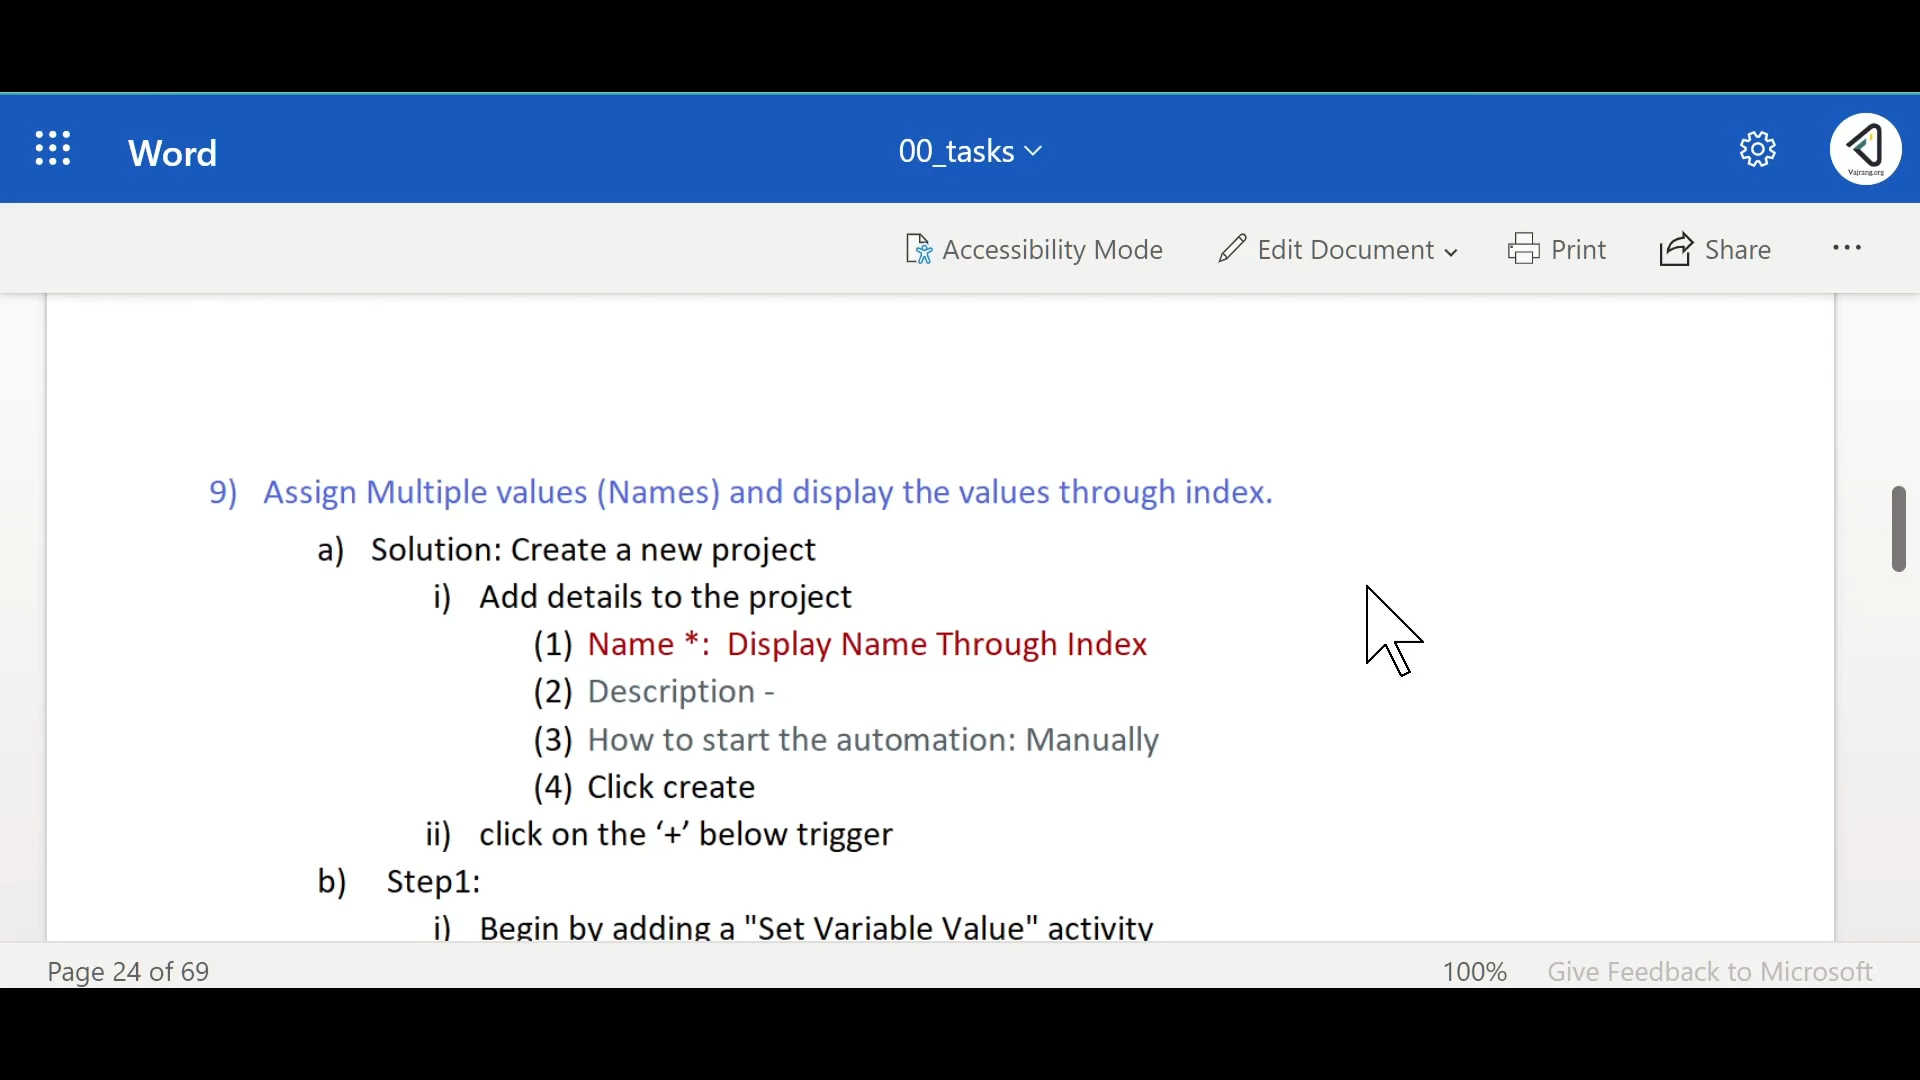 Word
00_tasks
Vajrang.org
Accessibility Mode
Edit Document
Print
Share
9) Assign Multiple values (Names) and display the values through index.
a) Solution: Create a new project
i) Add details to the project
(1) Name *: Display Name Through Index
(2) Description -
(3) How to start the automation: Manually
(4) Click create
ii) click on the ‘+’ below trigger
b) Step1:
i) Begin by adding a "Set Variable Value" activity
Page 24 of 69
100%
Give Feedback to Microsoft